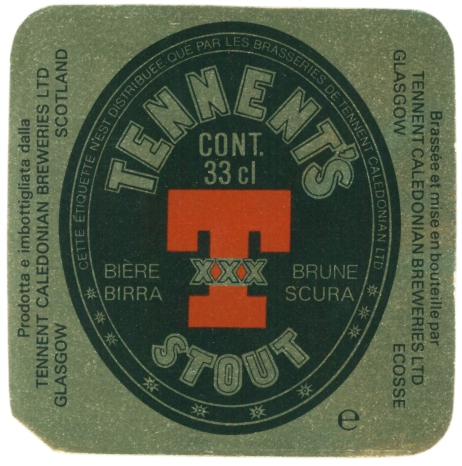 CETTE ÉTIQUETTE N'EST DISTRIBUÉE QUE PAR LES BRASSERIES DE TENNENT CALEDONIAN LTD
TENNENT'S
CONT.
33 cl
T
XXX
BIÈRE BRUNE
BIRRA SCURA
STOUT
e
Prodotta e imbottigliata dalla
TENNENT CALEDONIAN BREWERIES LTD
GLASGOW SCOTLAND
Brassée et mise en bouteille par
TENNENT CALEDONIAN BREWERIES LTD
GLASGOW ECOSSE